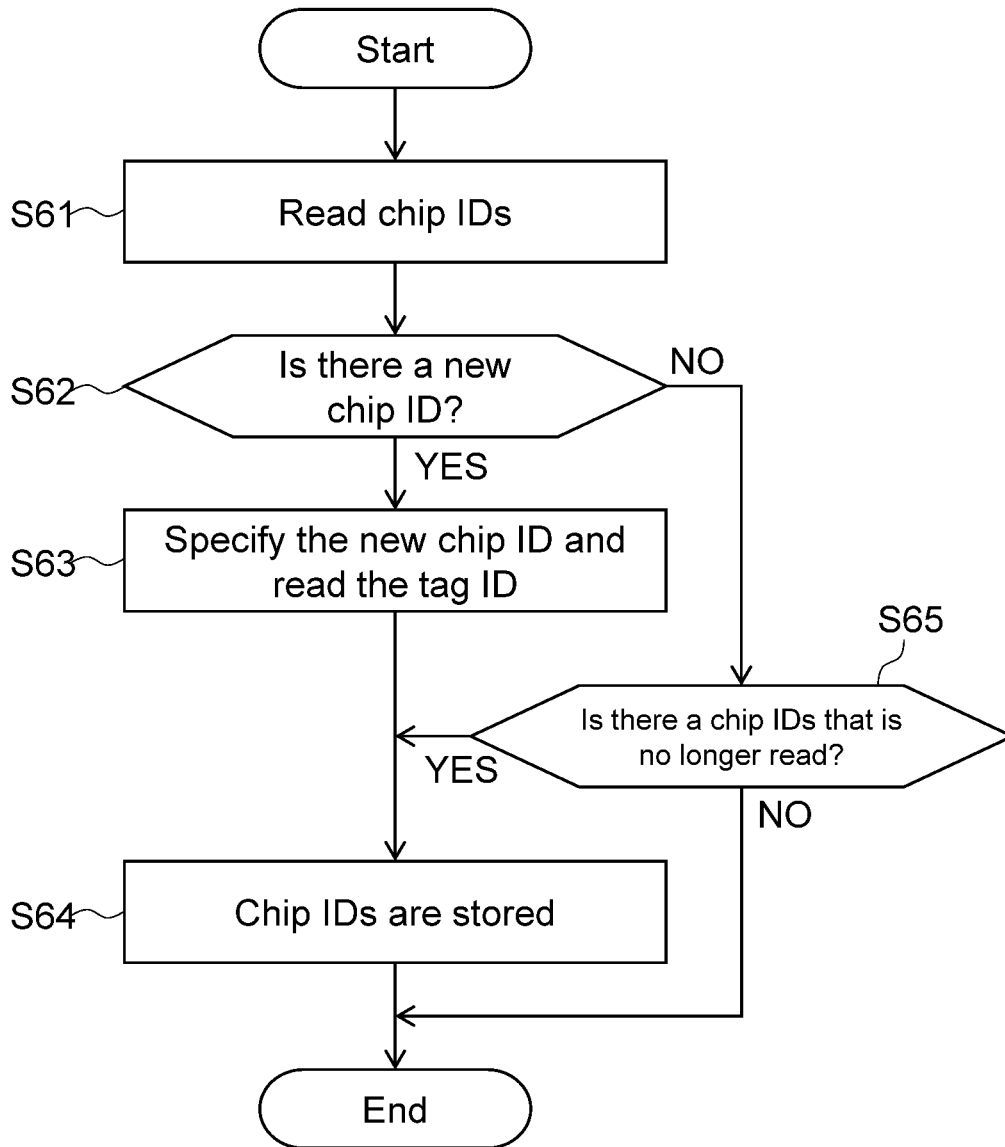 Start
S61
Read chip IDs
S62
Is there a new
chip ID?
NO
YES
S63
Specify the new chip ID and
read the tag ID
S65
Is there a chip IDs that is
no longer read?
YES
NO
S64
Chip IDs are stored
End